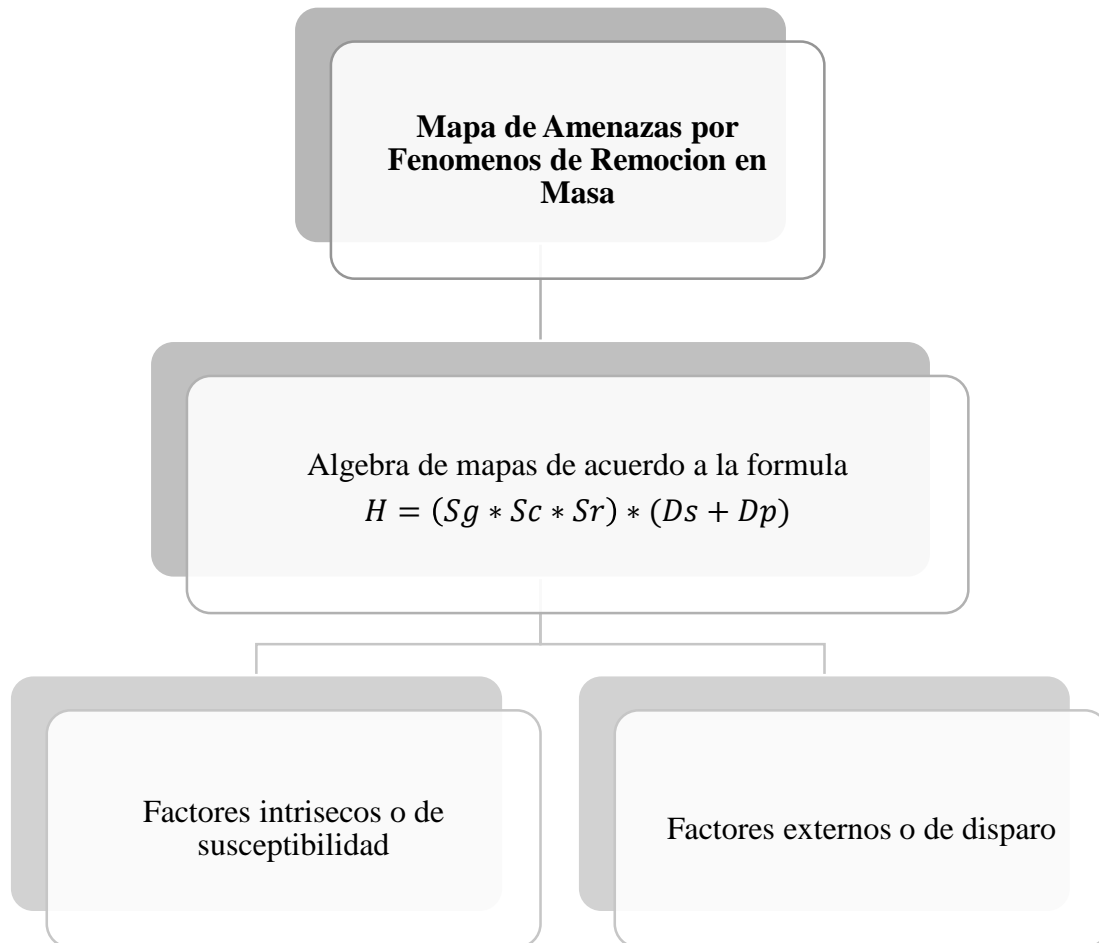 Mapa de Amenazas por
Fenomenos de Remocion en
Masa
Algebra de mapas de acuerdo a la formula
𝐻 = (𝑆𝑔 ∗ 𝑆𝑐 ∗ 𝑆𝑟) ∗ (𝐷𝑠 + 𝐷𝑝)
Factores intrisecos o de
susceptibilidad
Factores externos o de disparo